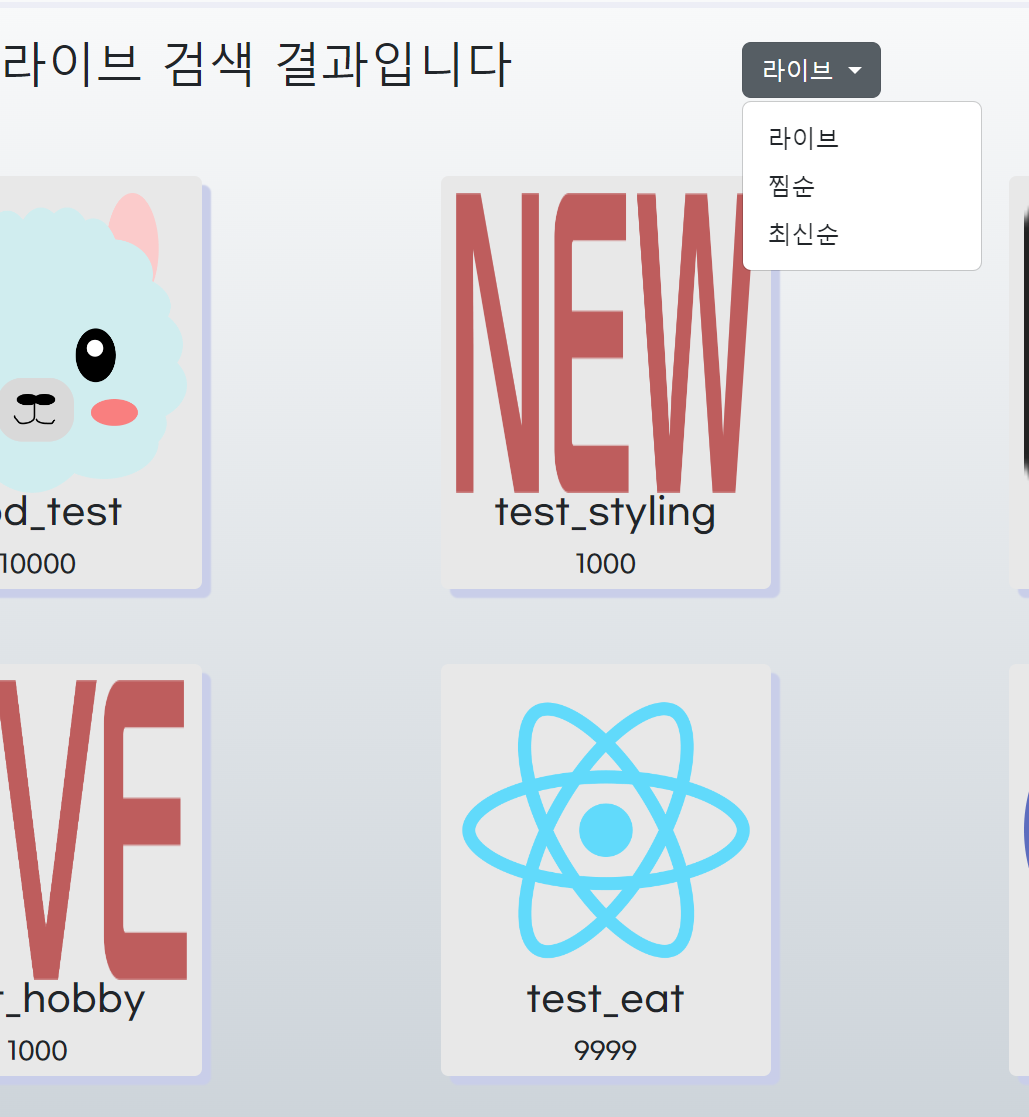 라이브 검색 결과입니다
라이브
라이브
찜순
최신순
NEW
d_test
10000
test_styling
1000
VE
_hobby
1000
test_eat
9999